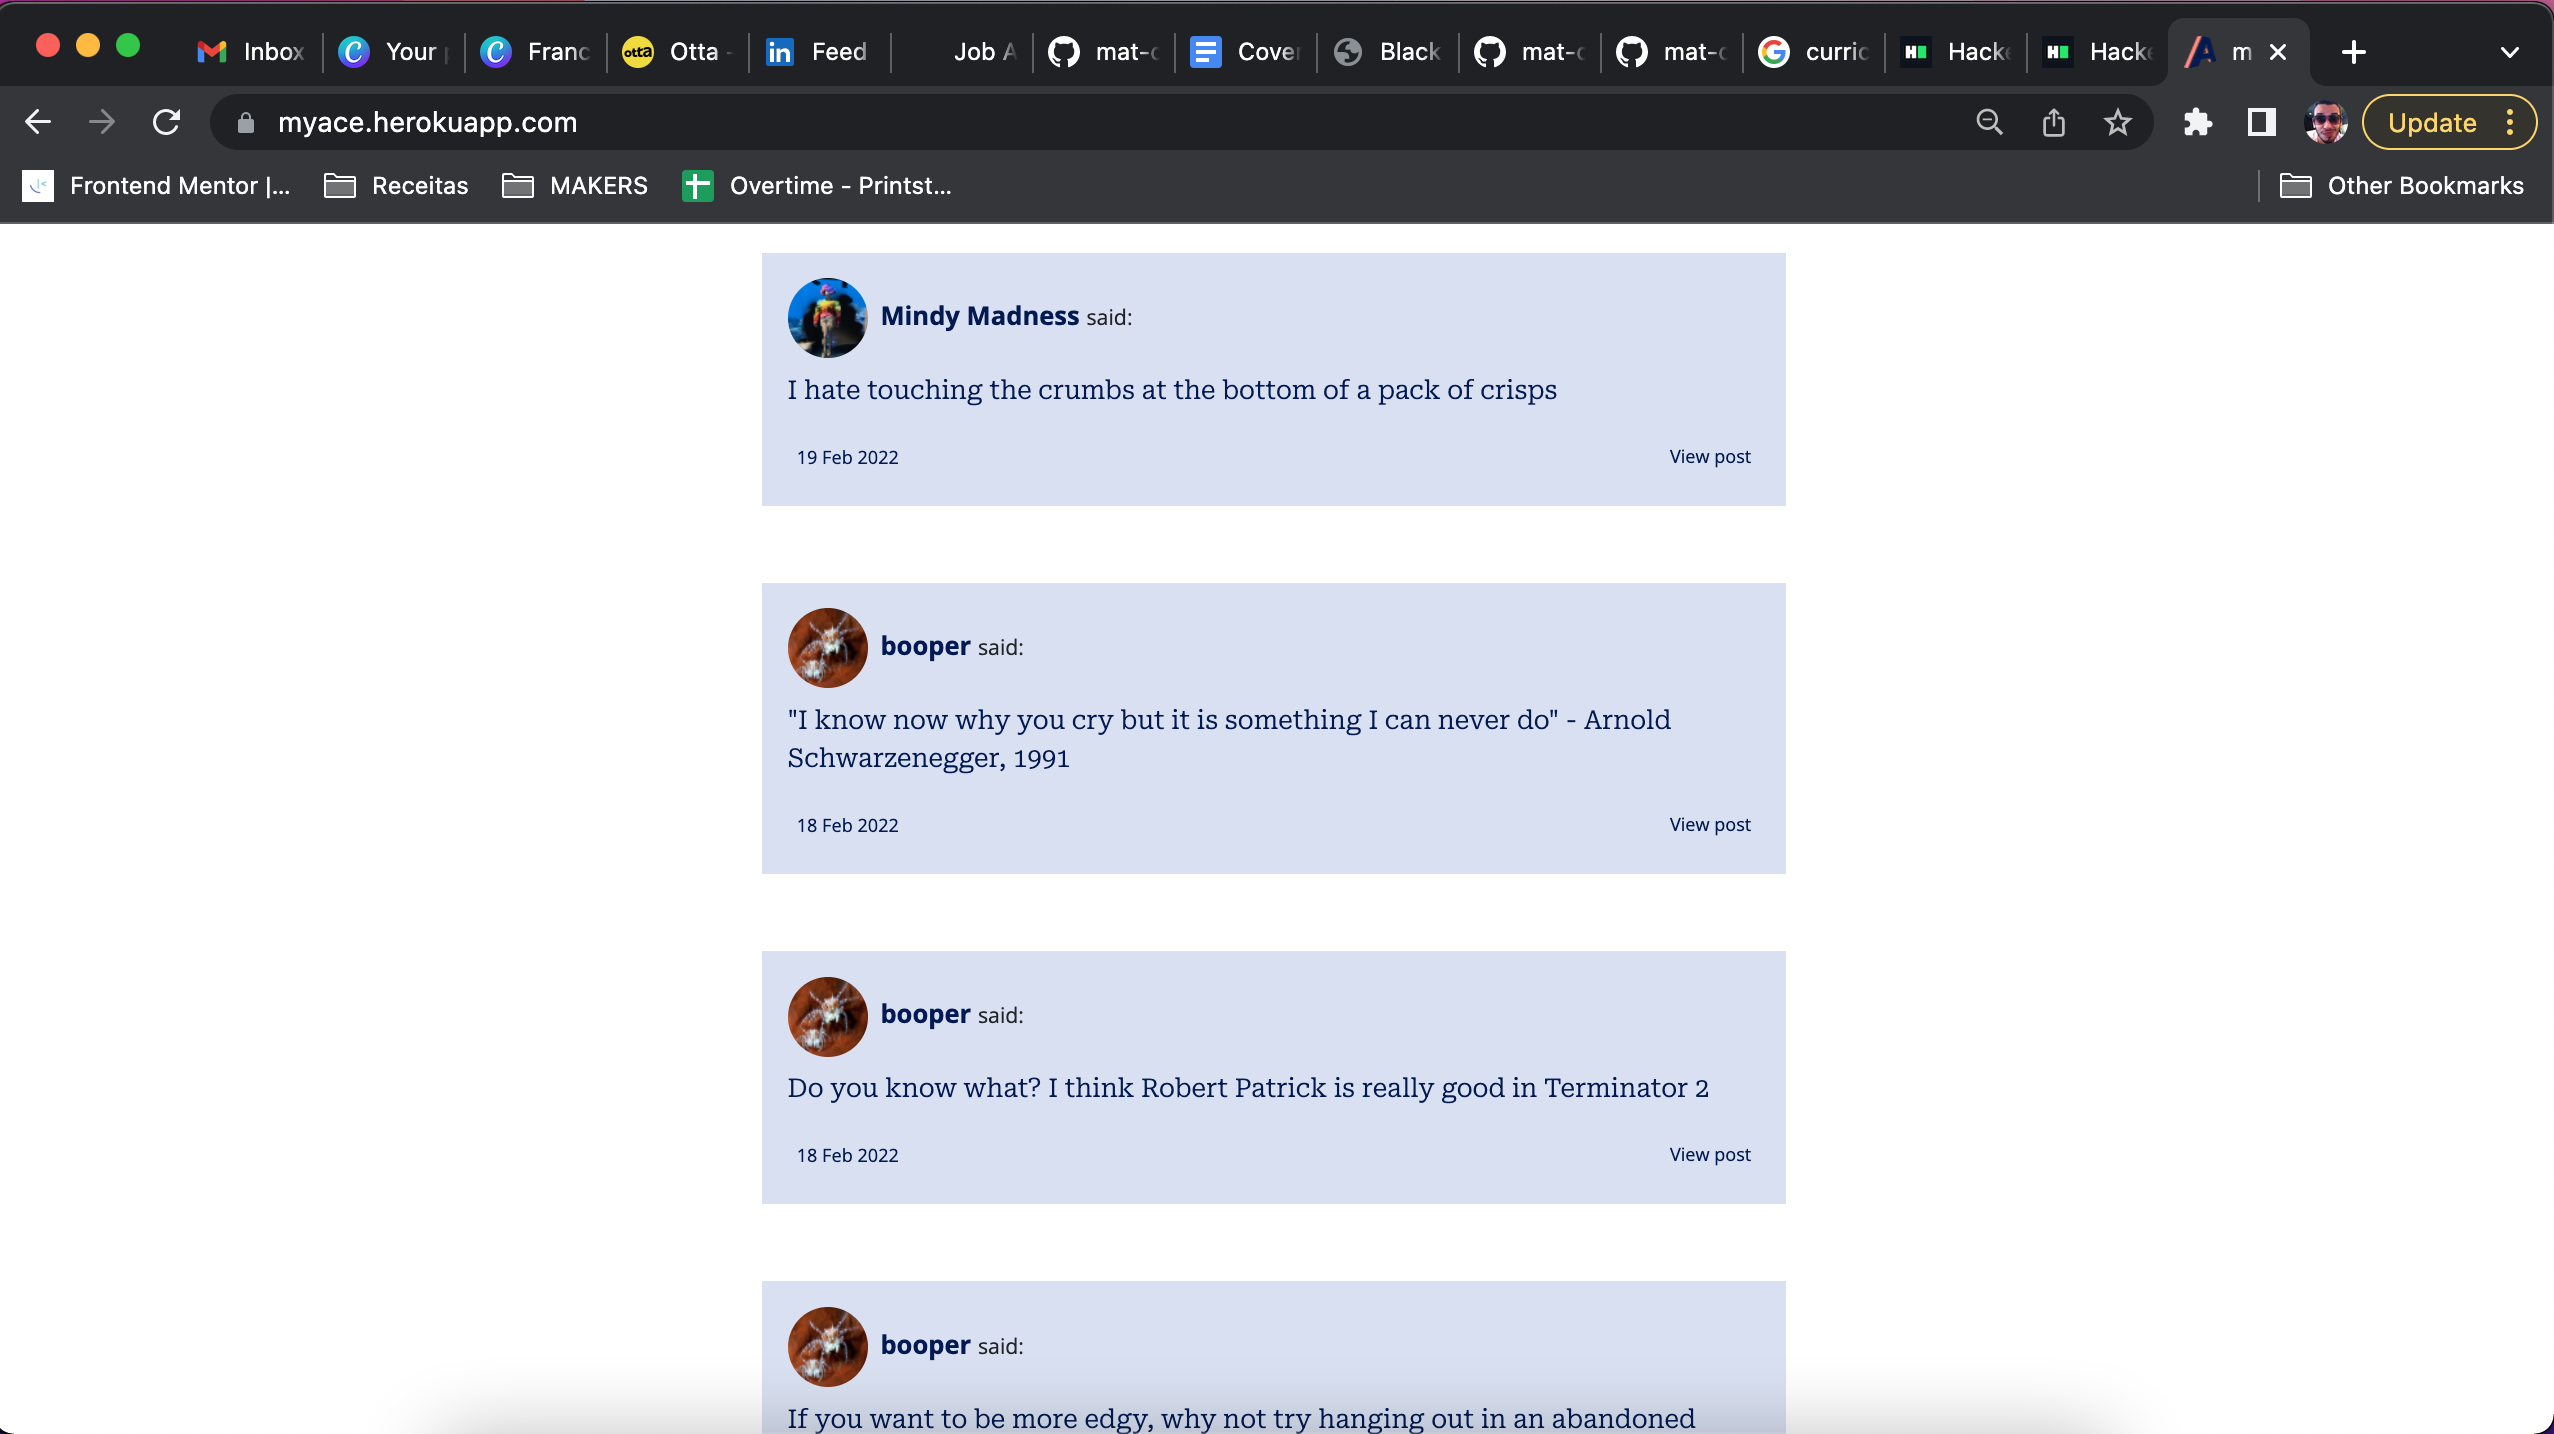 Inbox
Your
Franc
Otta -
Feed
Job A
mat-c
Cover
Black
mat-c
mat-c
curric
Hacke
Hacke
m
myace.herokuapp.com
Update
Frontend Mentor |...
Receitas
MAKERS
Overtime - Printst...
Other Bookmarks
Mindy Madness said:
I hate touching the crumbs at the bottom of a pack of crisps
19 Feb 2022
View post
booper said:
"I know now why you cry but it is something I can never do" - Arnold
Schwarzenegger, 1991
18 Feb 2022
View post
booper said:
Do you know what? I think Robert Patrick is really good in Terminator 2
18 Feb 2022
View post
booper said:
If you want to be more edgy, why not try hanging out in an abandoned